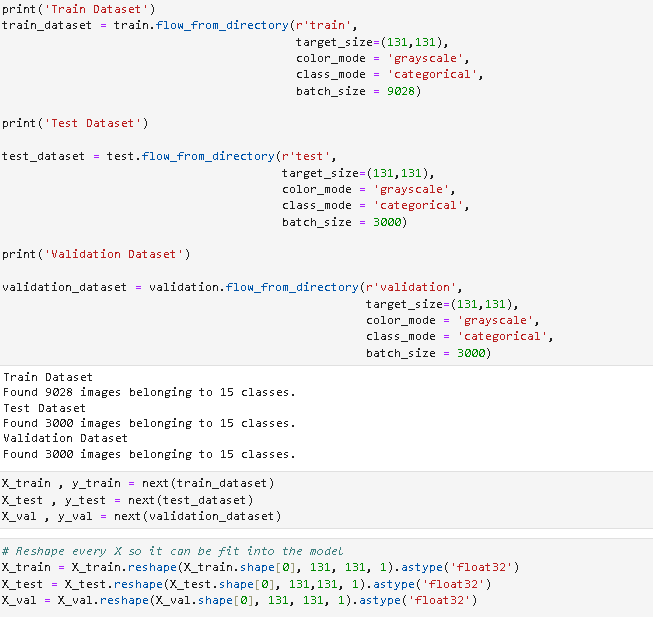 print('Train Dataset')
train_dataset = train.flow_from_directory(r'train',
target_size=(131,131),
color_mode = 'grayscale',
class_mode = 'categorical',
batch_size = 9028)
print('Test Dataset')
test_dataset = test.flow_from_directory(r'test',
target_size=(131,131),
color_mode = 'grayscale',
class_mode = 'categorical',
batch_size = 3000)
print('Validation Dataset')
validation_dataset = validation.flow_from_directory(r'validation',
target_size=(131,131),
color_mode = 'grayscale',
class_mode = 'categorical',
batch_size = 3000)
Train Dataset
Found 9028 images belonging to 15 classes.
Test Dataset
Found 3000 images belonging to 15 classes.
Validation Dataset
Found 3000 images belonging to 15 classes.
X_train , y_train = next(train_dataset)
X_test , y_test = next(test_dataset)
X_val , y_val = next(validation_dataset)
# Reshape every X so it can be fit into the model
X_train = X_train.reshape(X_train.shape[0], 131, 131, 1).astype('float32')
X_test = X_test.reshape(X_test.shape[0], 131,131, 1).astype('float32')
X_val = X_val.reshape(X_val.shape[0], 131, 131, 1).astype('float32')